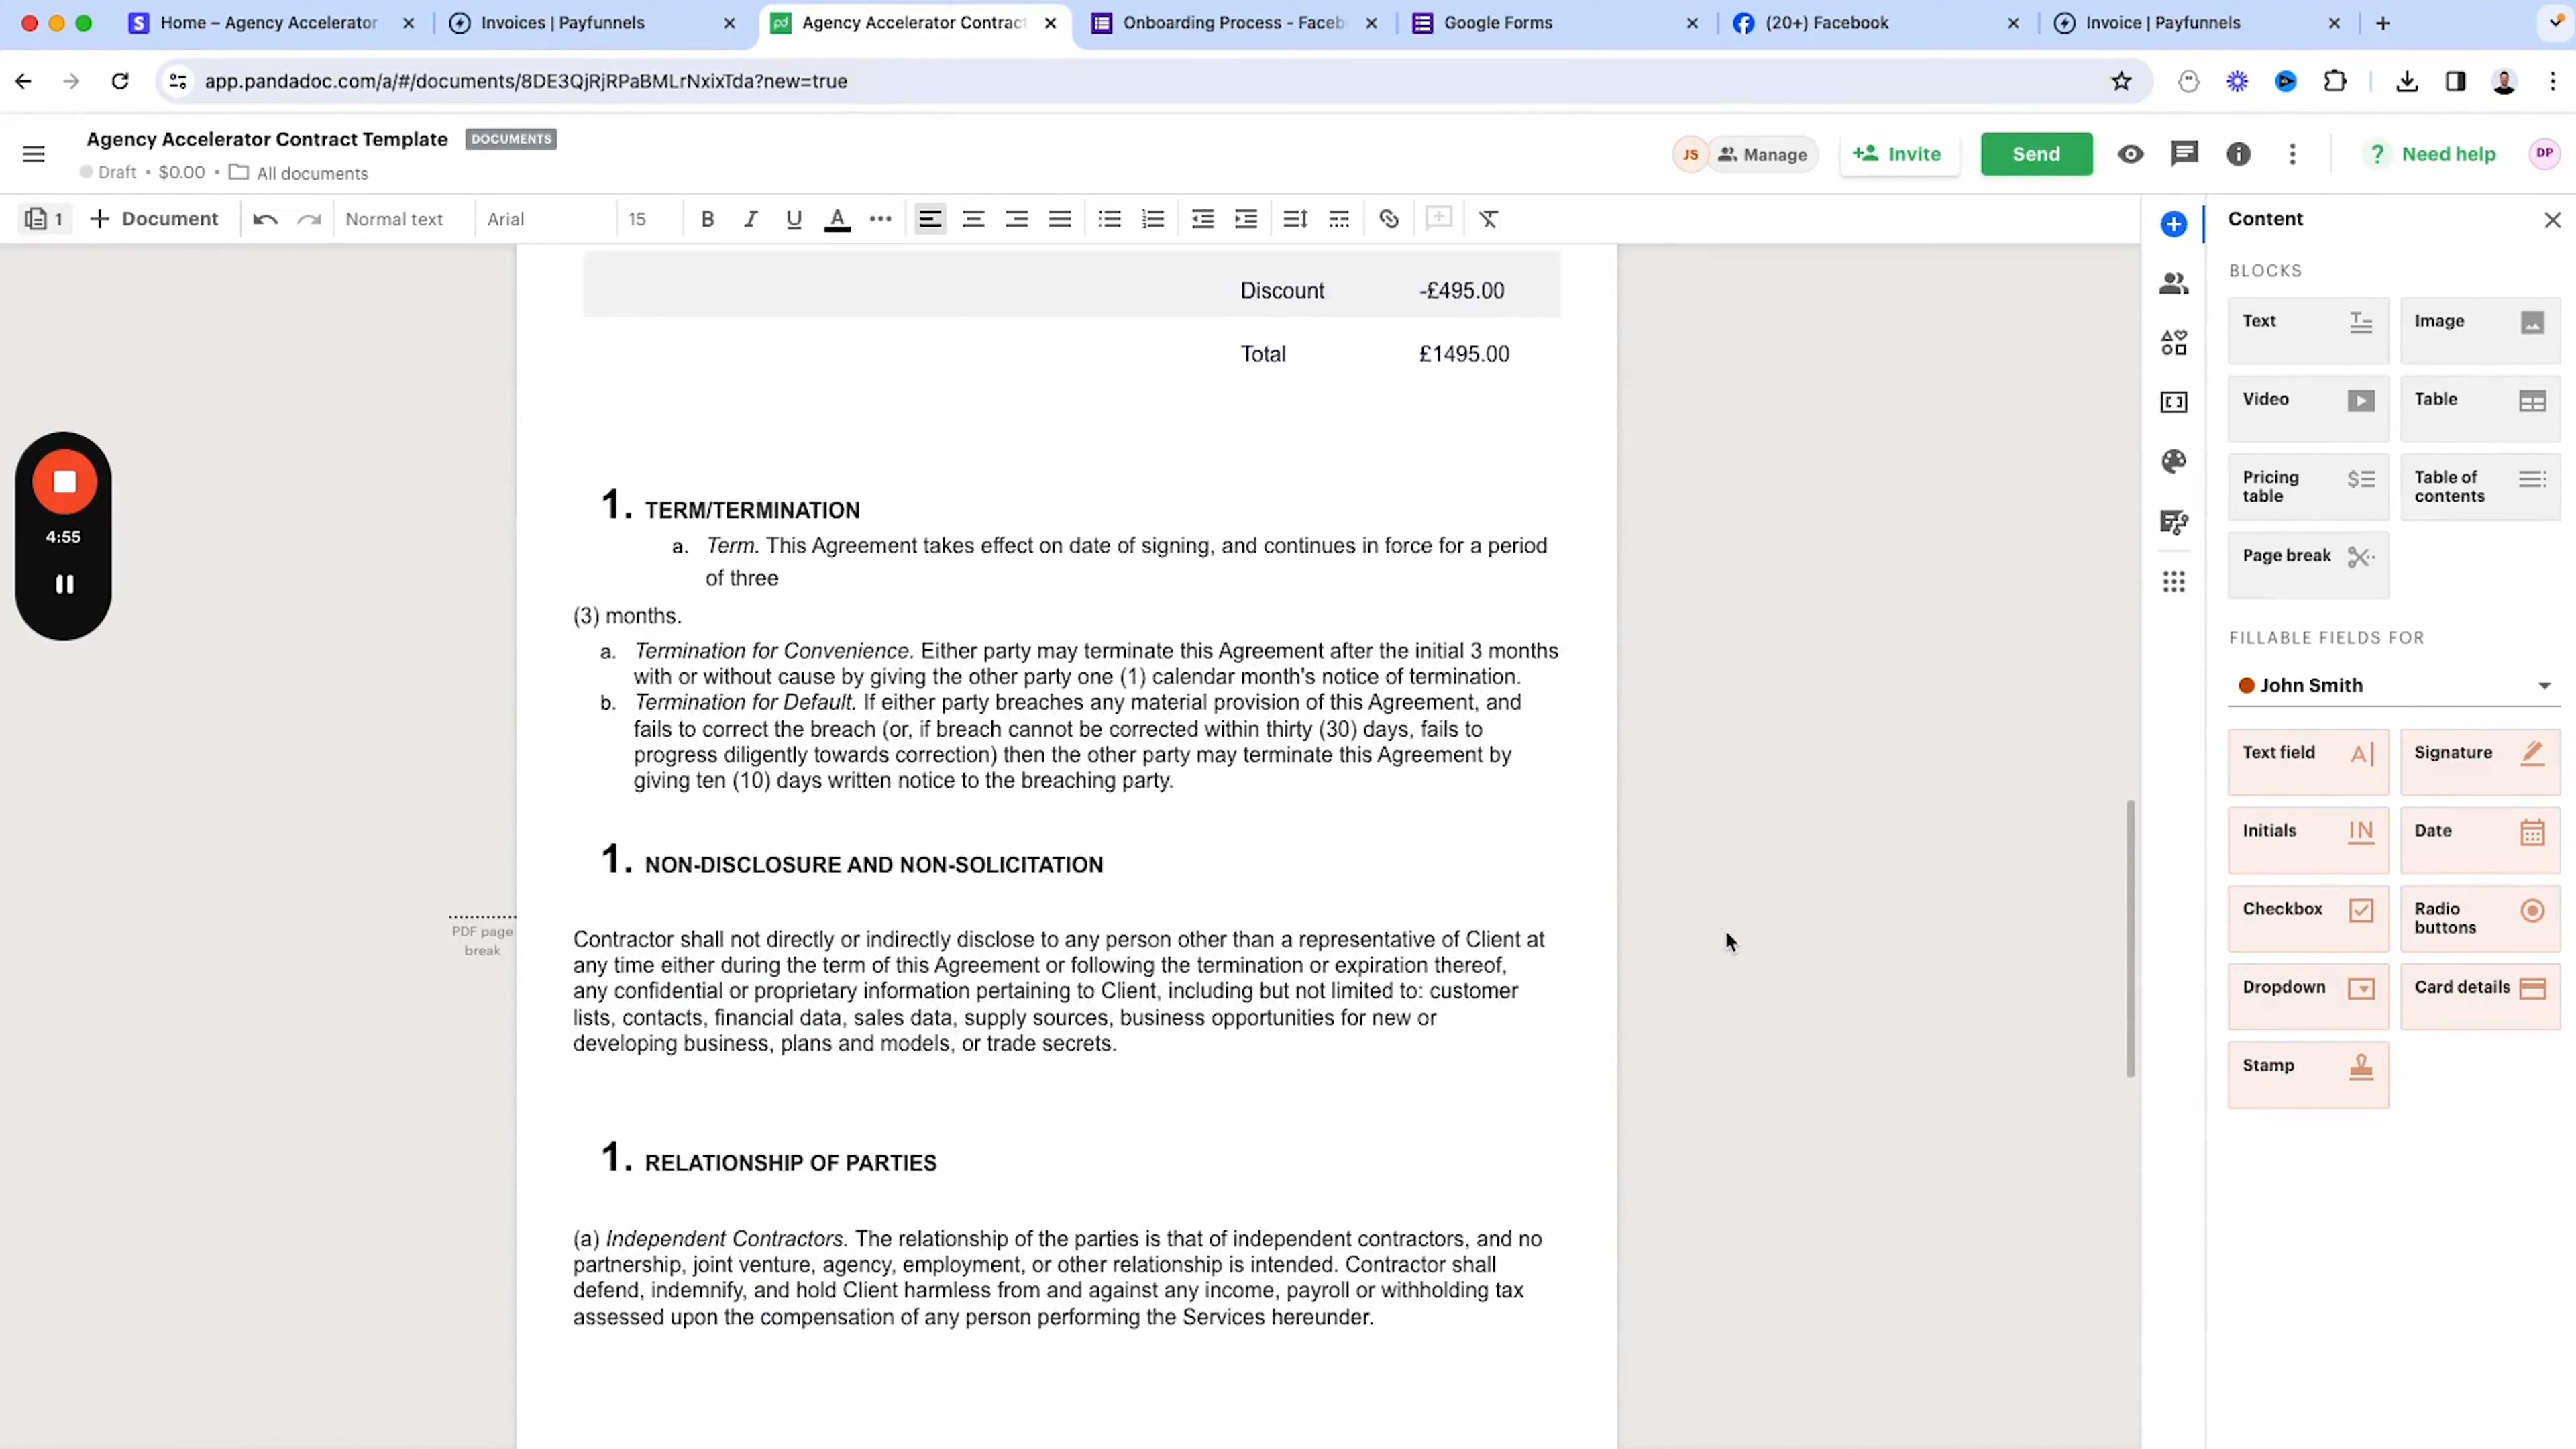 Home – Agency Accelerator
Invoices | Payfunnels
Agency Accelerator Contract
Onboarding Process - Faceb
Google Forms
(20+) Facebook
Invoice | Payfunnels
app.pandadoc.com/a/#/documents/8DE3QjRjRPaBMLrNxixTda?new=true
Agency Accelerator Contract Template
DOCUMENTS
Draft • $0.00 • All documents
JS
Manage
Invite
Send
? Need help
DP
1
Document
Normal text
Arial
15
B I U A
Content
BLOCKS
Text
Image
Video
Table
Pricing
table
Table of
contents
Page break
FILLABLE FIELDS FOR
John Smith
Text field
Signature
Initials
IN
Date
Checkbox
Radio
buttons
Dropdown
Card details
Stamp
4:55
Discount -£495.00
Total £1495.00
1. TERM/TERMINATION
a. Term. This Agreement takes effect on date of signing, and continues in force for a period
of three
(3) months.
a. Termination for Convenience. Either party may terminate this Agreement after the initial 3 months
with or without cause by giving the other party one (1) calendar month's notice of termination.
b. Termination for Default. If either party breaches any material provision of this Agreement, and
fails to correct the breach (or, if breach cannot be corrected within thirty (30) days, fails to
progress diligently towards correction) then the other party may terminate this Agreement by
giving ten (10) days written notice to the breaching party.
1. NON-DISCLOSURE AND NON-SOLICITATION
PDF page
break
Contractor shall not directly or indirectly disclose to any person other than a representative of Client at
any time either during the term of this Agreement or following the termination or expiration thereof,
any confidential or proprietary information pertaining to Client, including but not limited to: customer
lists, contacts, financial data, sales data, supply sources, business opportunities for new or
developing business, plans and models, or trade secrets.
1. RELATIONSHIP OF PARTIES
(a) Independent Contractors. The relationship of the parties is that of independent contractors, and no
partnership, joint venture, agency, employment, or other relationship is intended. Contractor shall
defend, indemnify, and hold Client harmless from and against any income, payroll or withholding tax
assessed upon the compensation of any person performing the Services hereunder.